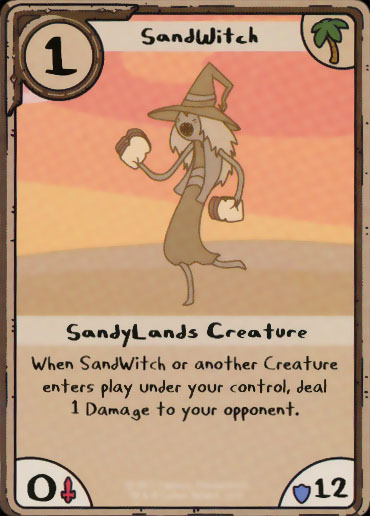 1
SandWitch
SandyLands Creature
When SandWitch or another Creature
enters play under your control, deal
1 Damage to your opponent.
0
12